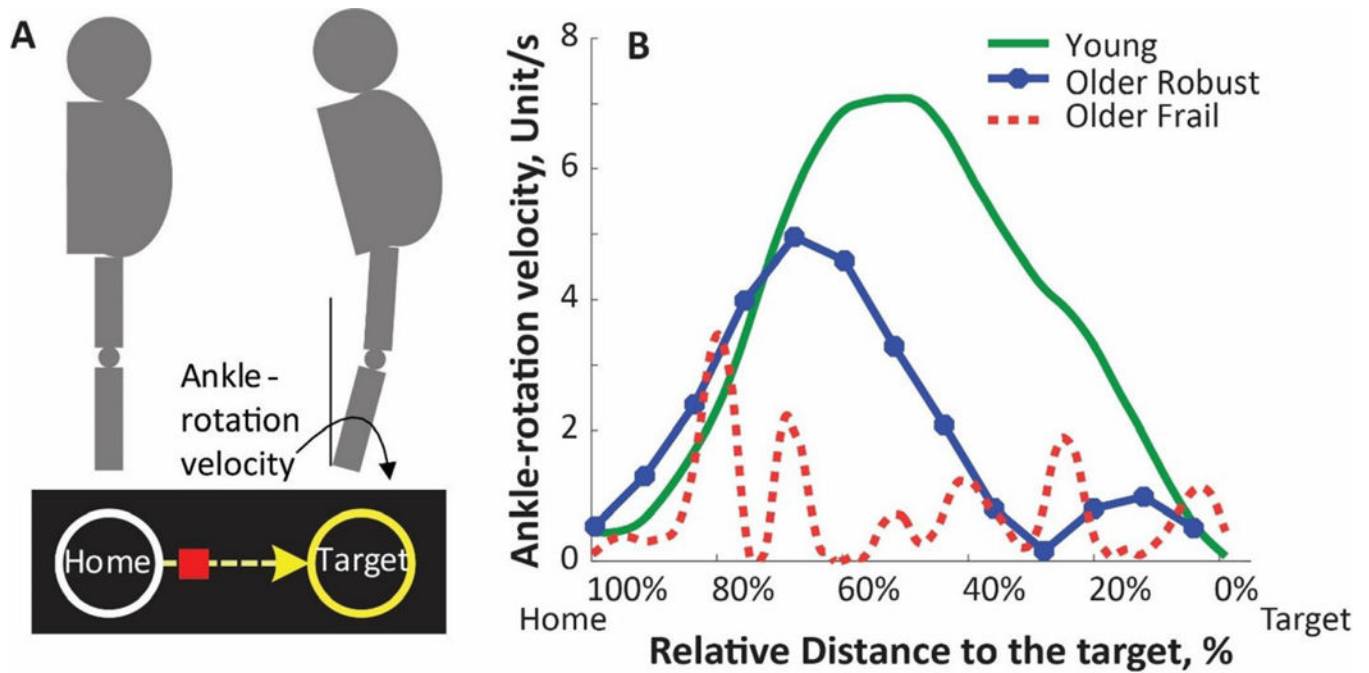 A
Ankle-
rotation
velocity
Home
Target
B
Ankle-rotation velocity, Unit/s
8
6
4
2
0
Young
Older Robust
Older Frail
100% 80% 60% 40% 20% 0%
Home Target
Relative Distance to the target, %